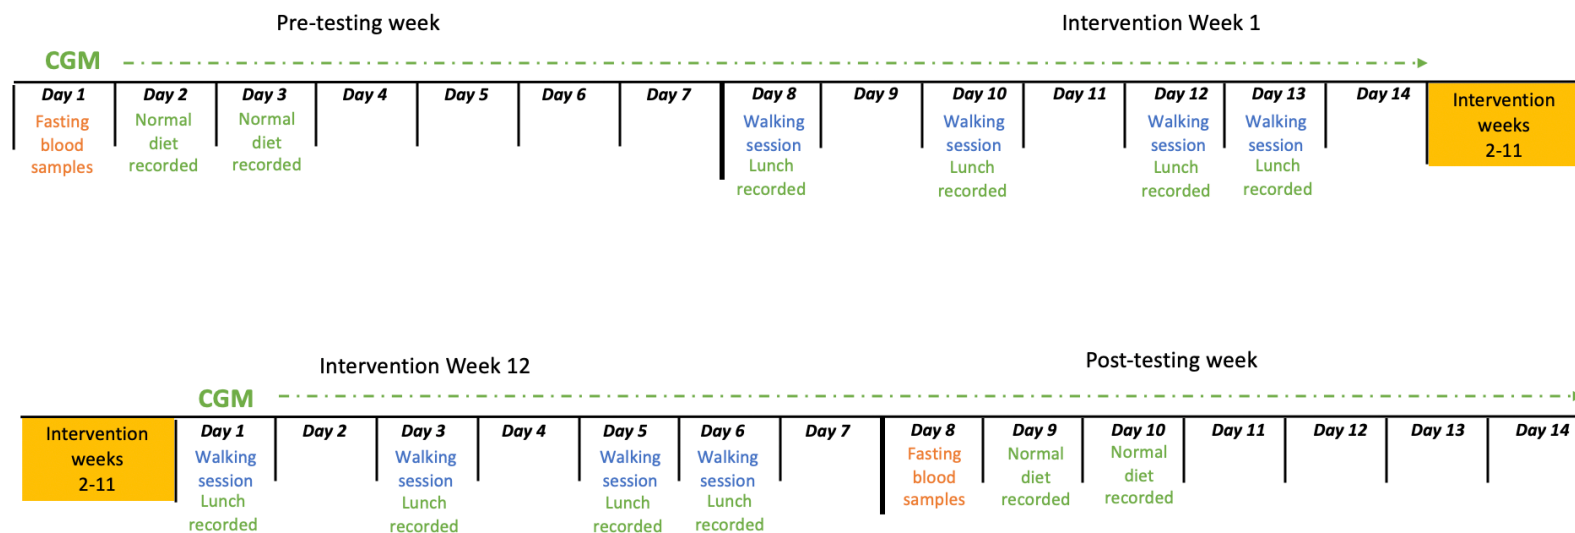 Pre-testing week
Intervention Week 1
CGM
Day 1
Day 2
Day 3
Day 4
Day 5
Day 6
Day 7
Day 8
Day 9
Day 10
Day 11
Day 12
Day 13
Day 14
Fasting
blood
samples
Normal
diet
recorded
Normal
diet
recorded
Walking
session
Lunch
recorded
Walking
session
Lunch
recorded
Walking
session
Lunch
recorded
Walking
session
Lunch
recorded
Intervention
weeks
2-11
Intervention Week 12
Post-testing week
CGM
Intervention
weeks
2-11
Day 1
Day 2
Day 3
Day 4
Day 5
Day 6
Day 7
Day 8
Day 9
Day 10
Day 11
Day 12
Day 13
Day 14
Walking
session
Lunch
recorded
Walking
session
Lunch
recorded
Walking
session
Lunch
recorded
Walking
session
Lunch
recorded
Fasting
blood
samples
Normal
diet
recorded
Normal
diet
recorded